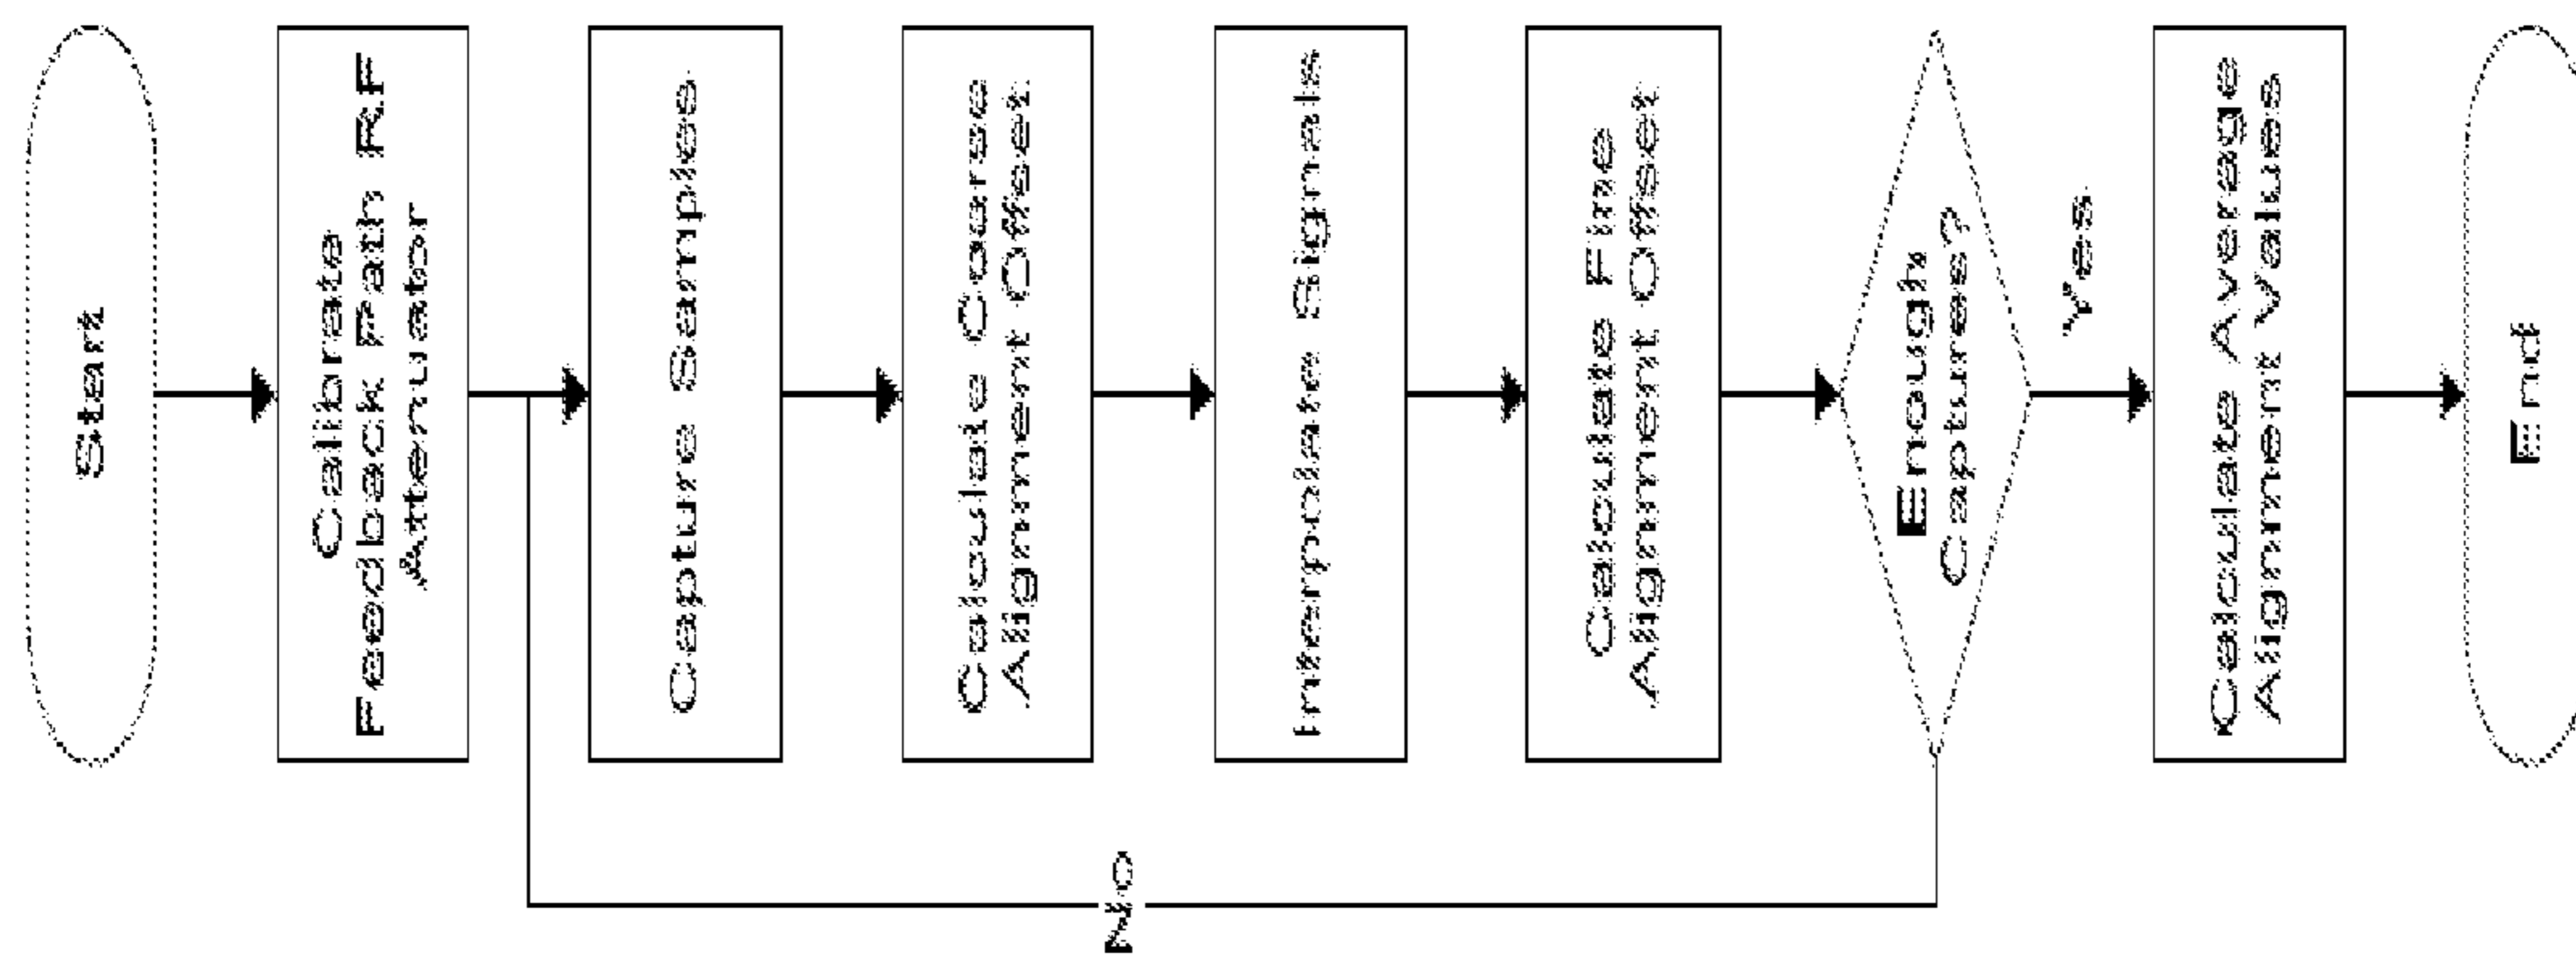 Start
Calibrate
Feedback Path RF
Attenuator
Capture Samples
Calculate Coarse
Alignment Offset
Interpolate Signals
Calculate Fine
Alignment Offset
Enough
Captures?
Yes
No
Calculate Average
Alignment Values
End